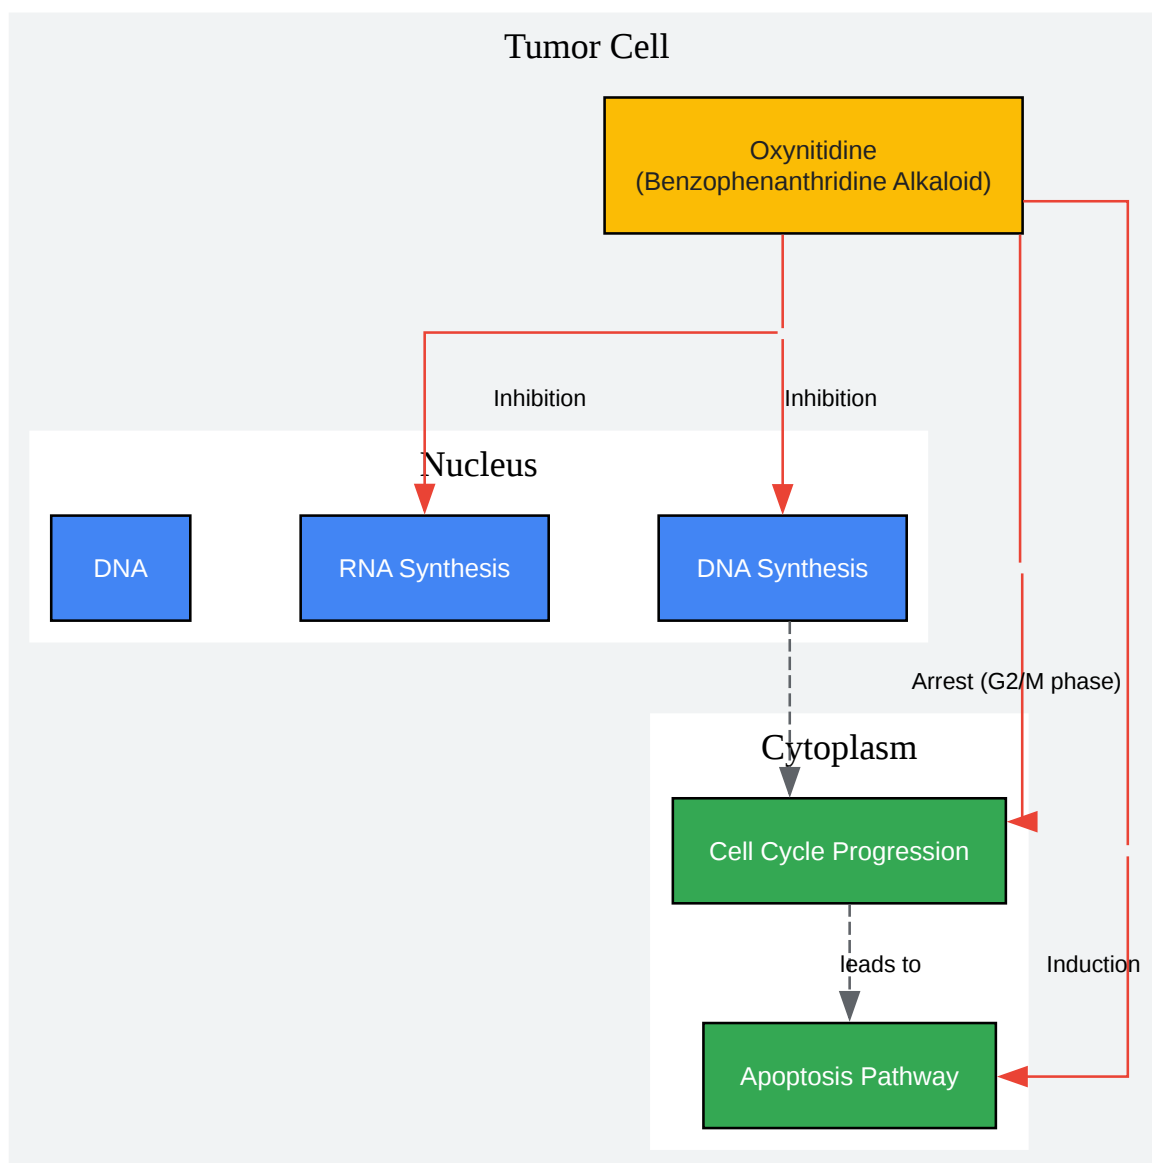 Tumor Cell
Oxynitidine
(Benzophenanthridine Alkaloid)
Inhibition
Inhibition
Nucleus
DNA
RNA Synthesis
DNA Synthesis
Arrest (G2/M phase)
Cytoplasm
Cell Cycle Progression
leads to
Induction
Apoptosis Pathway